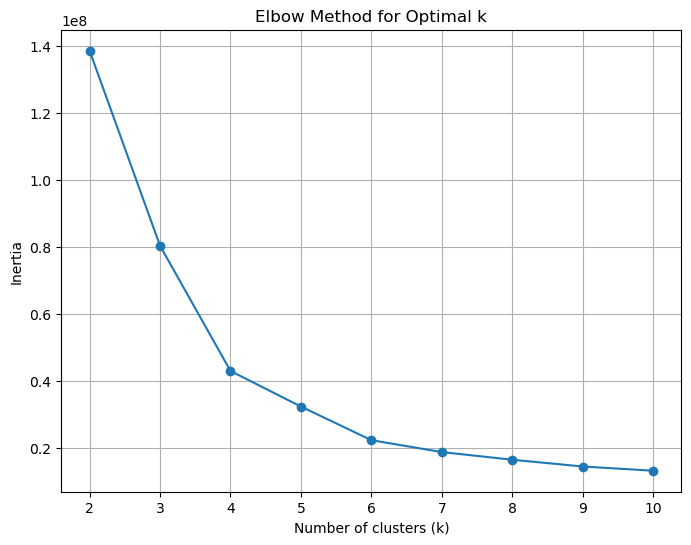 Elbow Method for Optimal k
1e8
1.4
1.2
1.0
0.8
0.6
0.4
0.2
Inertia
2 3 4 5 6 7 8 9 10
Number of clusters (k)